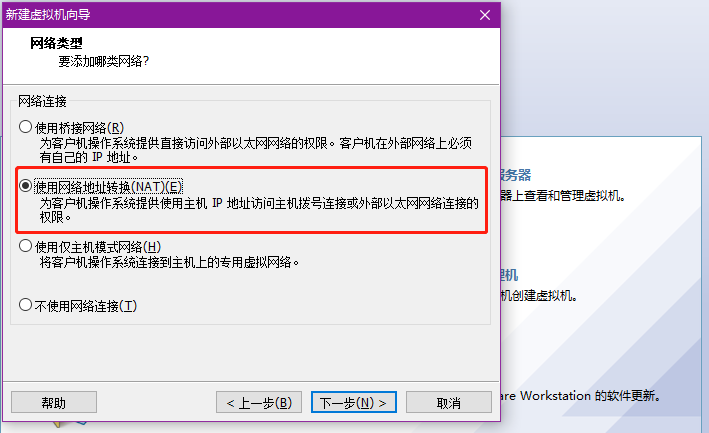 新建虚拟机向导
网络类型
要添加哪类网络?
网络连接
使用桥接网络(R)
为客户机操作系统提供直接访问外部以太网网络的权限。客户机在外部网络上必须
有自己的 IP 地址。
使用网络地址转换(NAT)(E)
为客户机操作系统提供使用主机 IP 地址访问主机拨号连接或外部以太网网络连接的
权限。
使用仅主机模式网络(H)
将客户机操作系统连接到主机上的专用虚拟网络。
不使用网络连接(T)
帮助
< 上一步(B)
下一步(N) >
取消
服务器
器上查看和管理虚拟机。
理机
机创建虚拟机。
are Workstation 的软件更新。